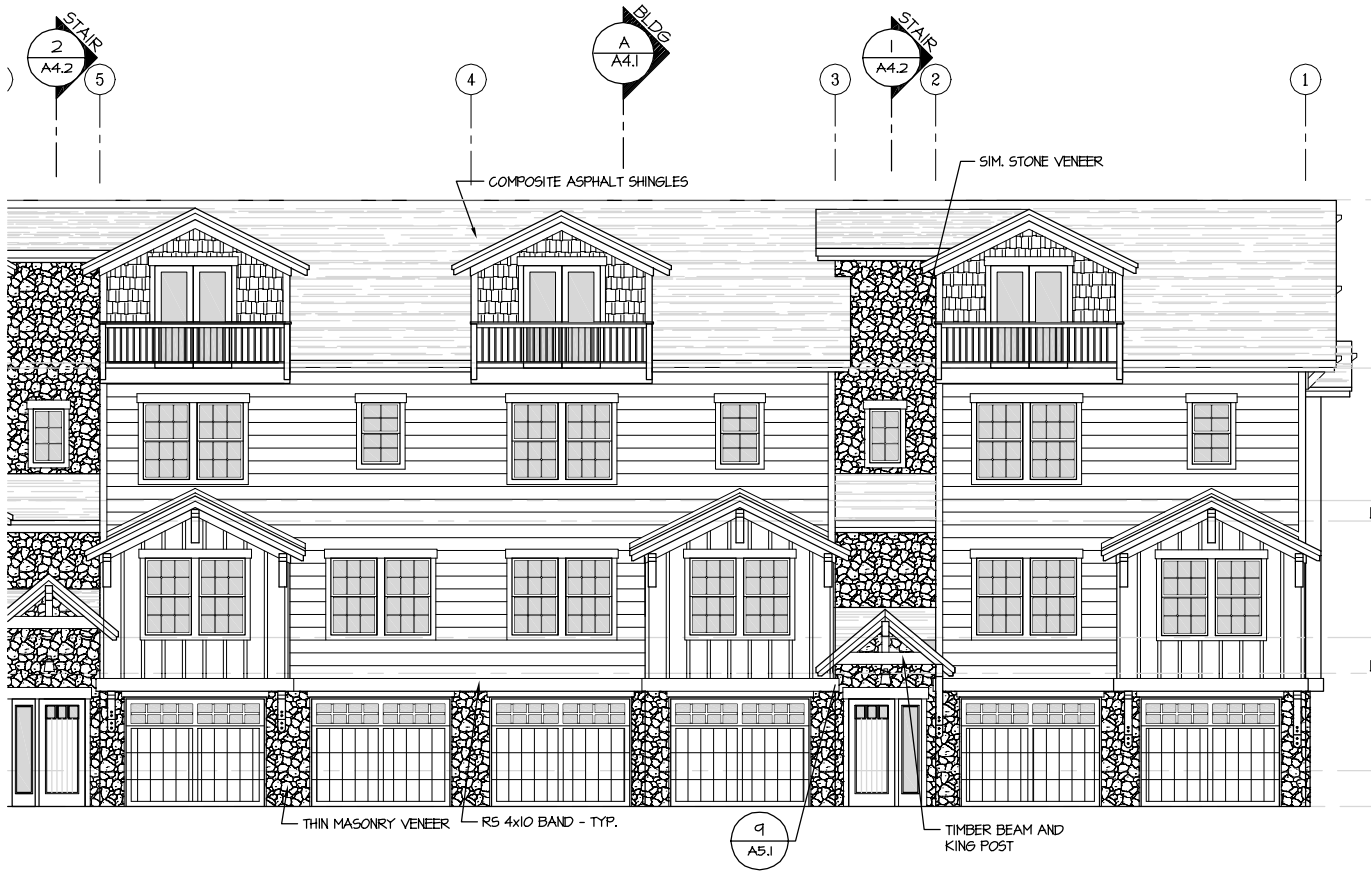 STAIR
2
A4.2
5
4
BLDG
A
A4.1
3
STAIR
1
A4.2
2
1
SIM. STONE VENEER
COMPOSITE ASPHALT SHINGLES
THIN MASONRY VENEER
RS 4x10 BAND - TYP.
9
A5.1
TIMBER BEAM AND
KING POST